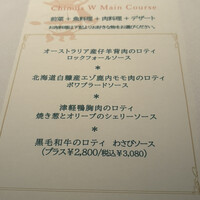 Choose W Main Course
前菜 + 魚料理 + 肉料理 + デザート
オーストラリア産仔羊背肉のロティ
ロックフォールソース
*
北海道白糠産エゾ鹿内モモ肉のロティ
ポワブラードソース
*
津軽鴨胸肉のロティ
焼き葱とオリーブのシェリーソース
*
黒毛和牛のロティ わさびソース
(プラス¥2,800/税込¥3,080)